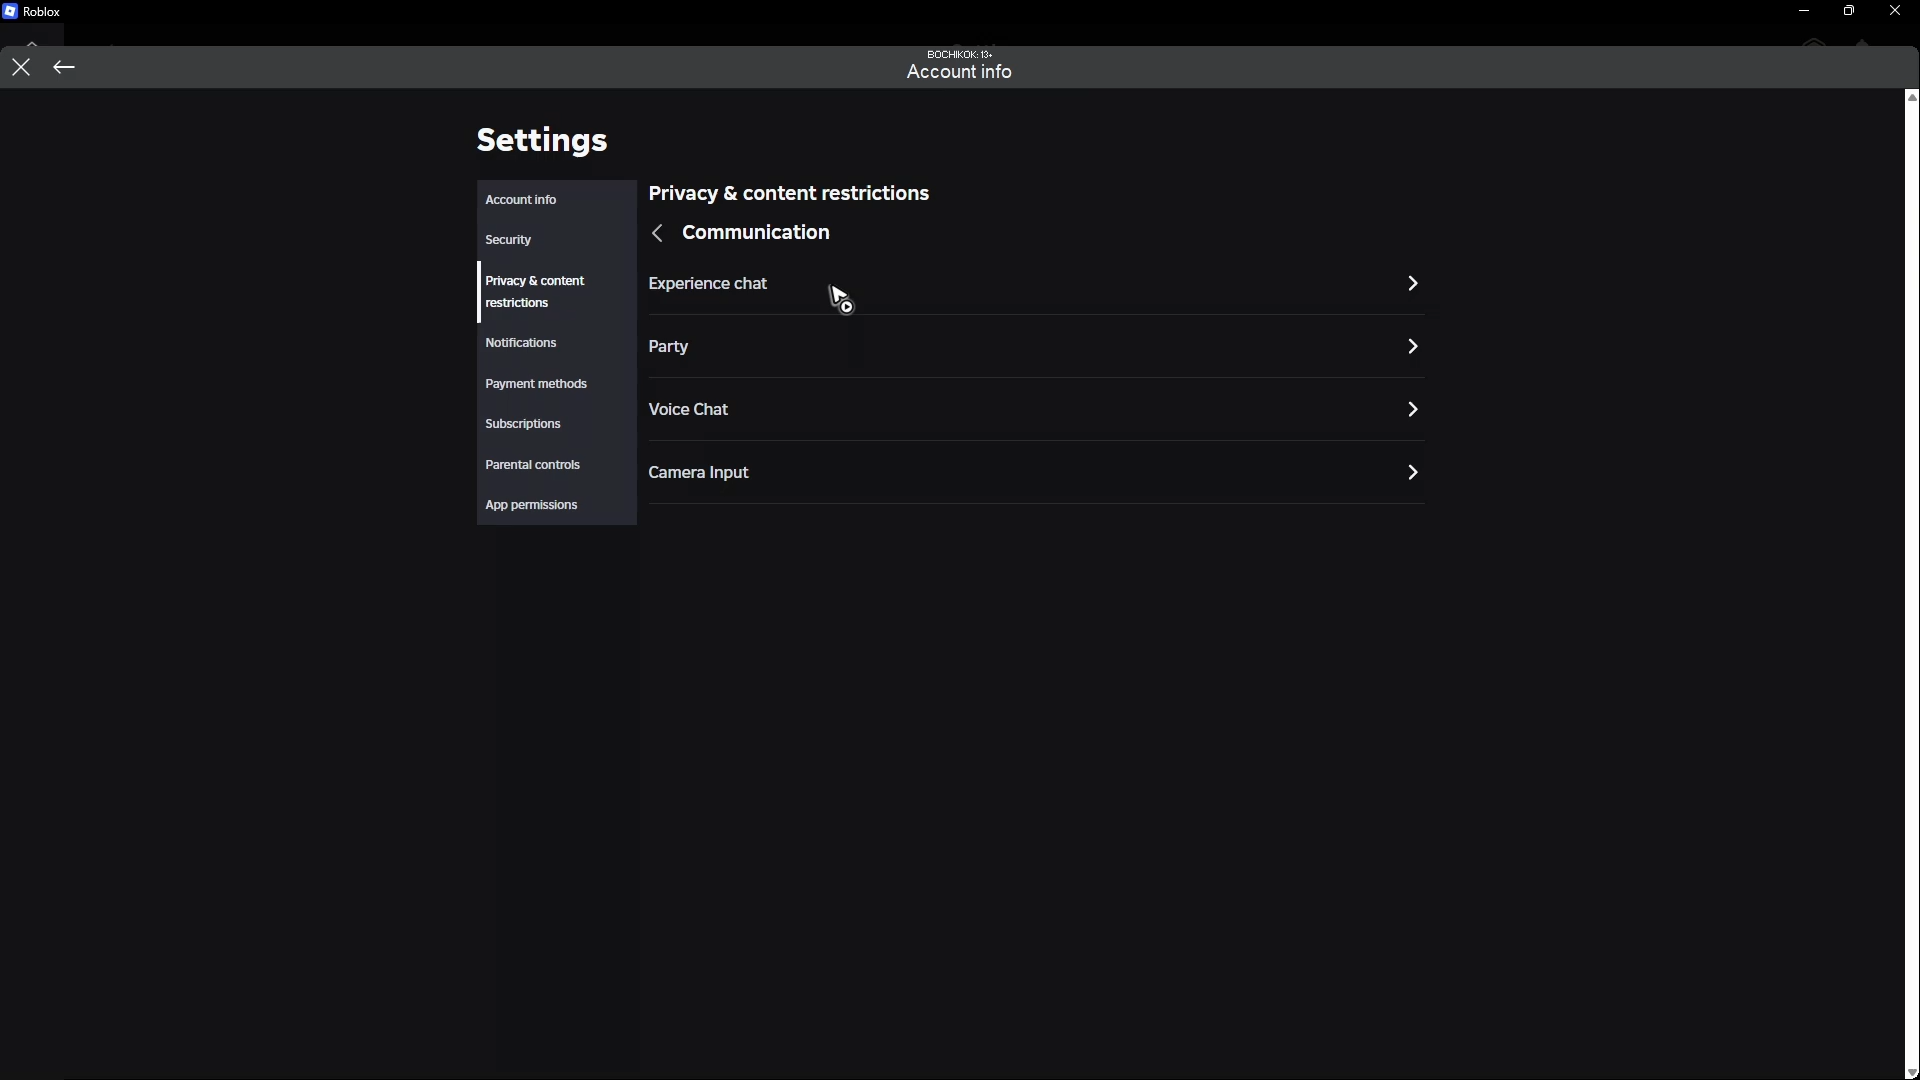 Roblox
BOCHIKOK: 13+
Account info
Settings
Account info
Security
Privacy & content
restrictions
Notifications
Payment methods
Subscriptions
Parental controls
App permissions
Privacy & content restrictions
Communication
Experience chat
Party
Voice Chat
Camera Input